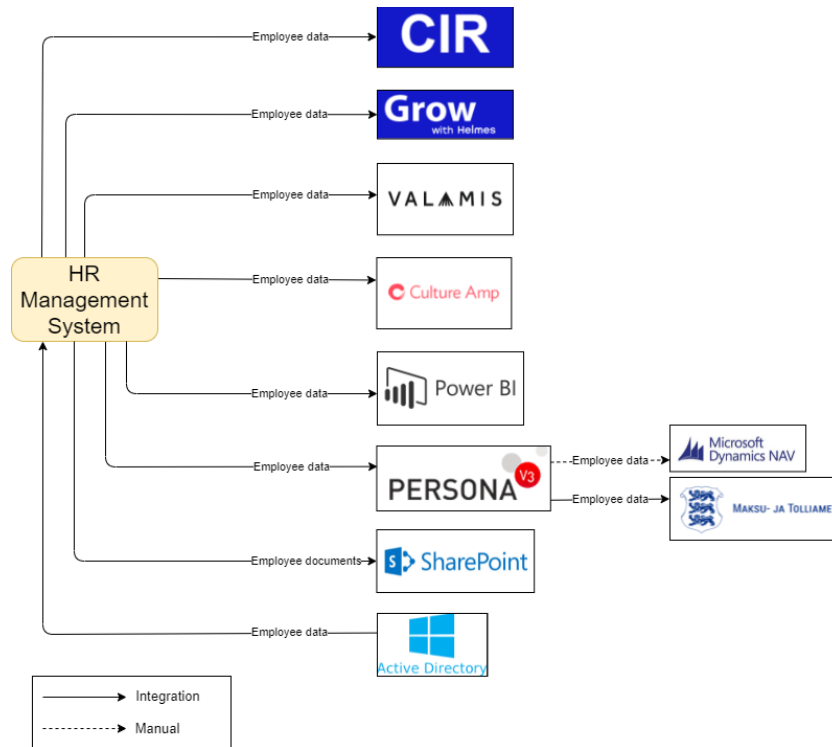 Employee data
CIR
Employee data
Grow
with Helmes
Employee data
VALAMIS
HR
Management
System
Employee data
Culture Amp
Employee data
Power BI
Employee data
PERSONA
V3
Employee data
Microsoft
Dynamics NAV
Employee data
MAKSU- JA TOLLIAMET
Employee documents
S
SharePoint
Employee data
Active Directory
Integration
Manual